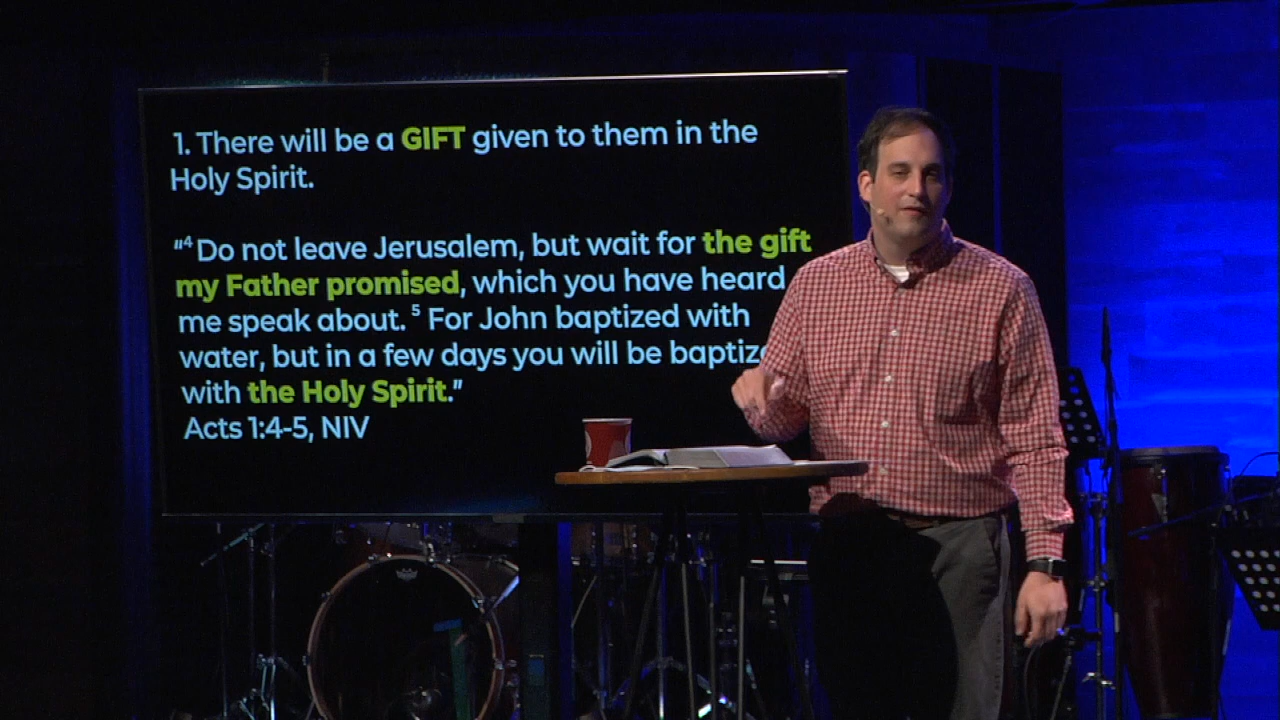 1. There will be a GIFT given to them in the
Holy Spirit.
"⁴ Do not leave Jerusalem, but wait for the gift
my Father promised, which you have heard
me speak about. ⁵ For John baptized with
water, but in a few days you will be baptiz
with the Holy Spirit."
Acts 1:4-5, NIV